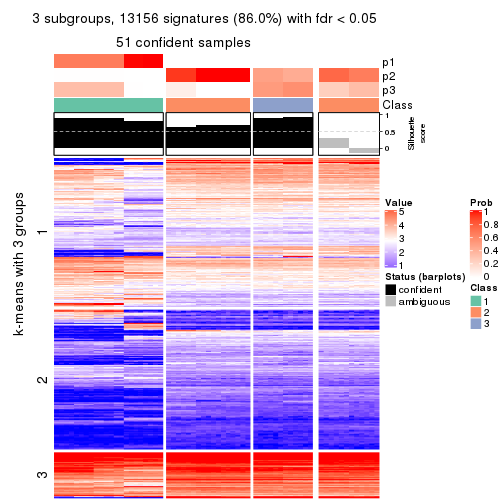 3 subgroups, 13156 signatures (86.0%) with fdr < 0.05
51 confident samples
p1
p2
p3
Class
1
0.5
0
Silhouette
score
k-means with 3 groups
1
2
3
Value
5
4
3
2
1
Status (barplots)
confident
ambiguous
Prob
1
0.8
0.6
0.4
0.2
0
Class
1
2
3